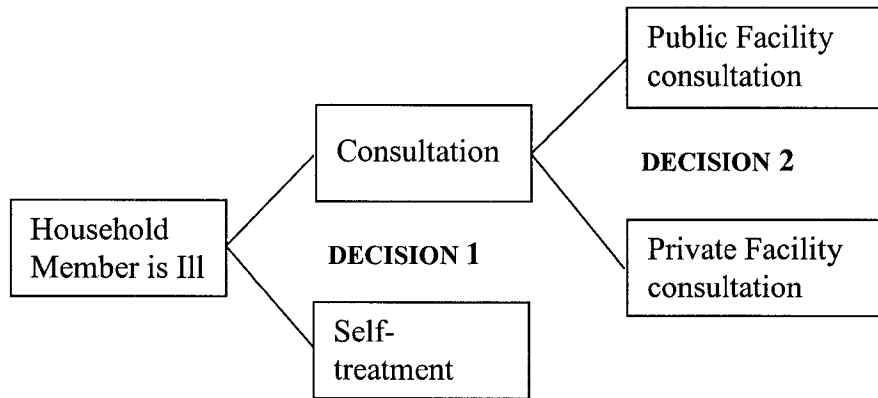 Household
Member is Ill
Consultation
DECISION 1
Self-
treatment
Public Facility
consultation
DECISION 2
Private Facility
consultation